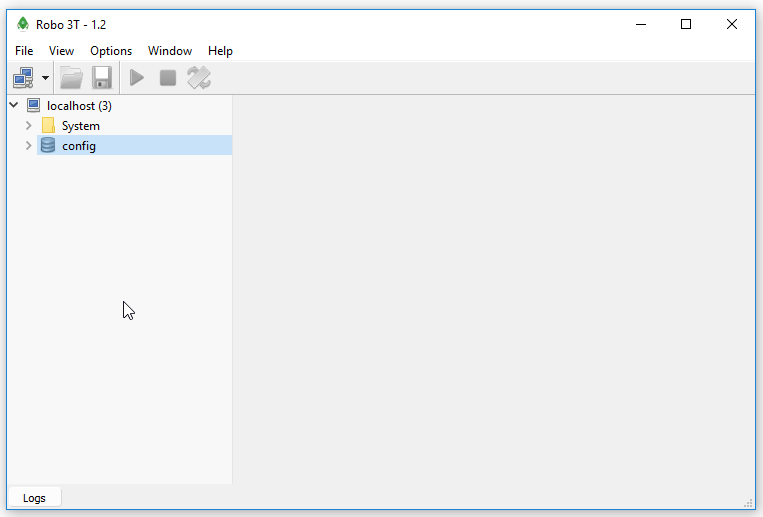 Robo 3T - 1.2
File View Options Window Help
localhost (3)
System
config
Logs